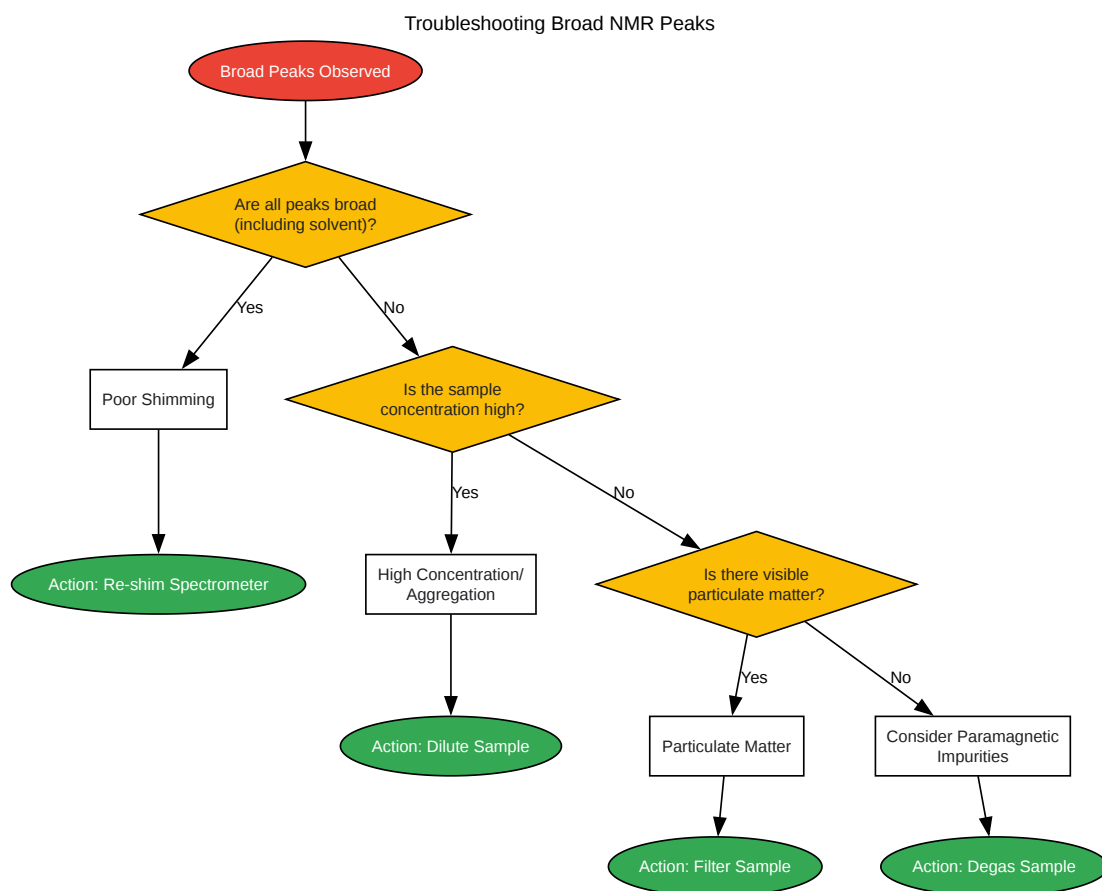 Troubleshooting Broad NMR Peaks
Broad Peaks Observed
Are all peaks broad
(including solvent)?
Yes
No
Poor Shimming
Is the sample
concentration high?
Yes
No
Action: Re-shim Spectrometer
High Concentration/
Aggregation
Is there visible
particulate matter?
Yes
No
Action: Dilute Sample
Particulate Matter
Consider Paramagnetic
Impurities
Action: Filter Sample
Action: Degas Sample